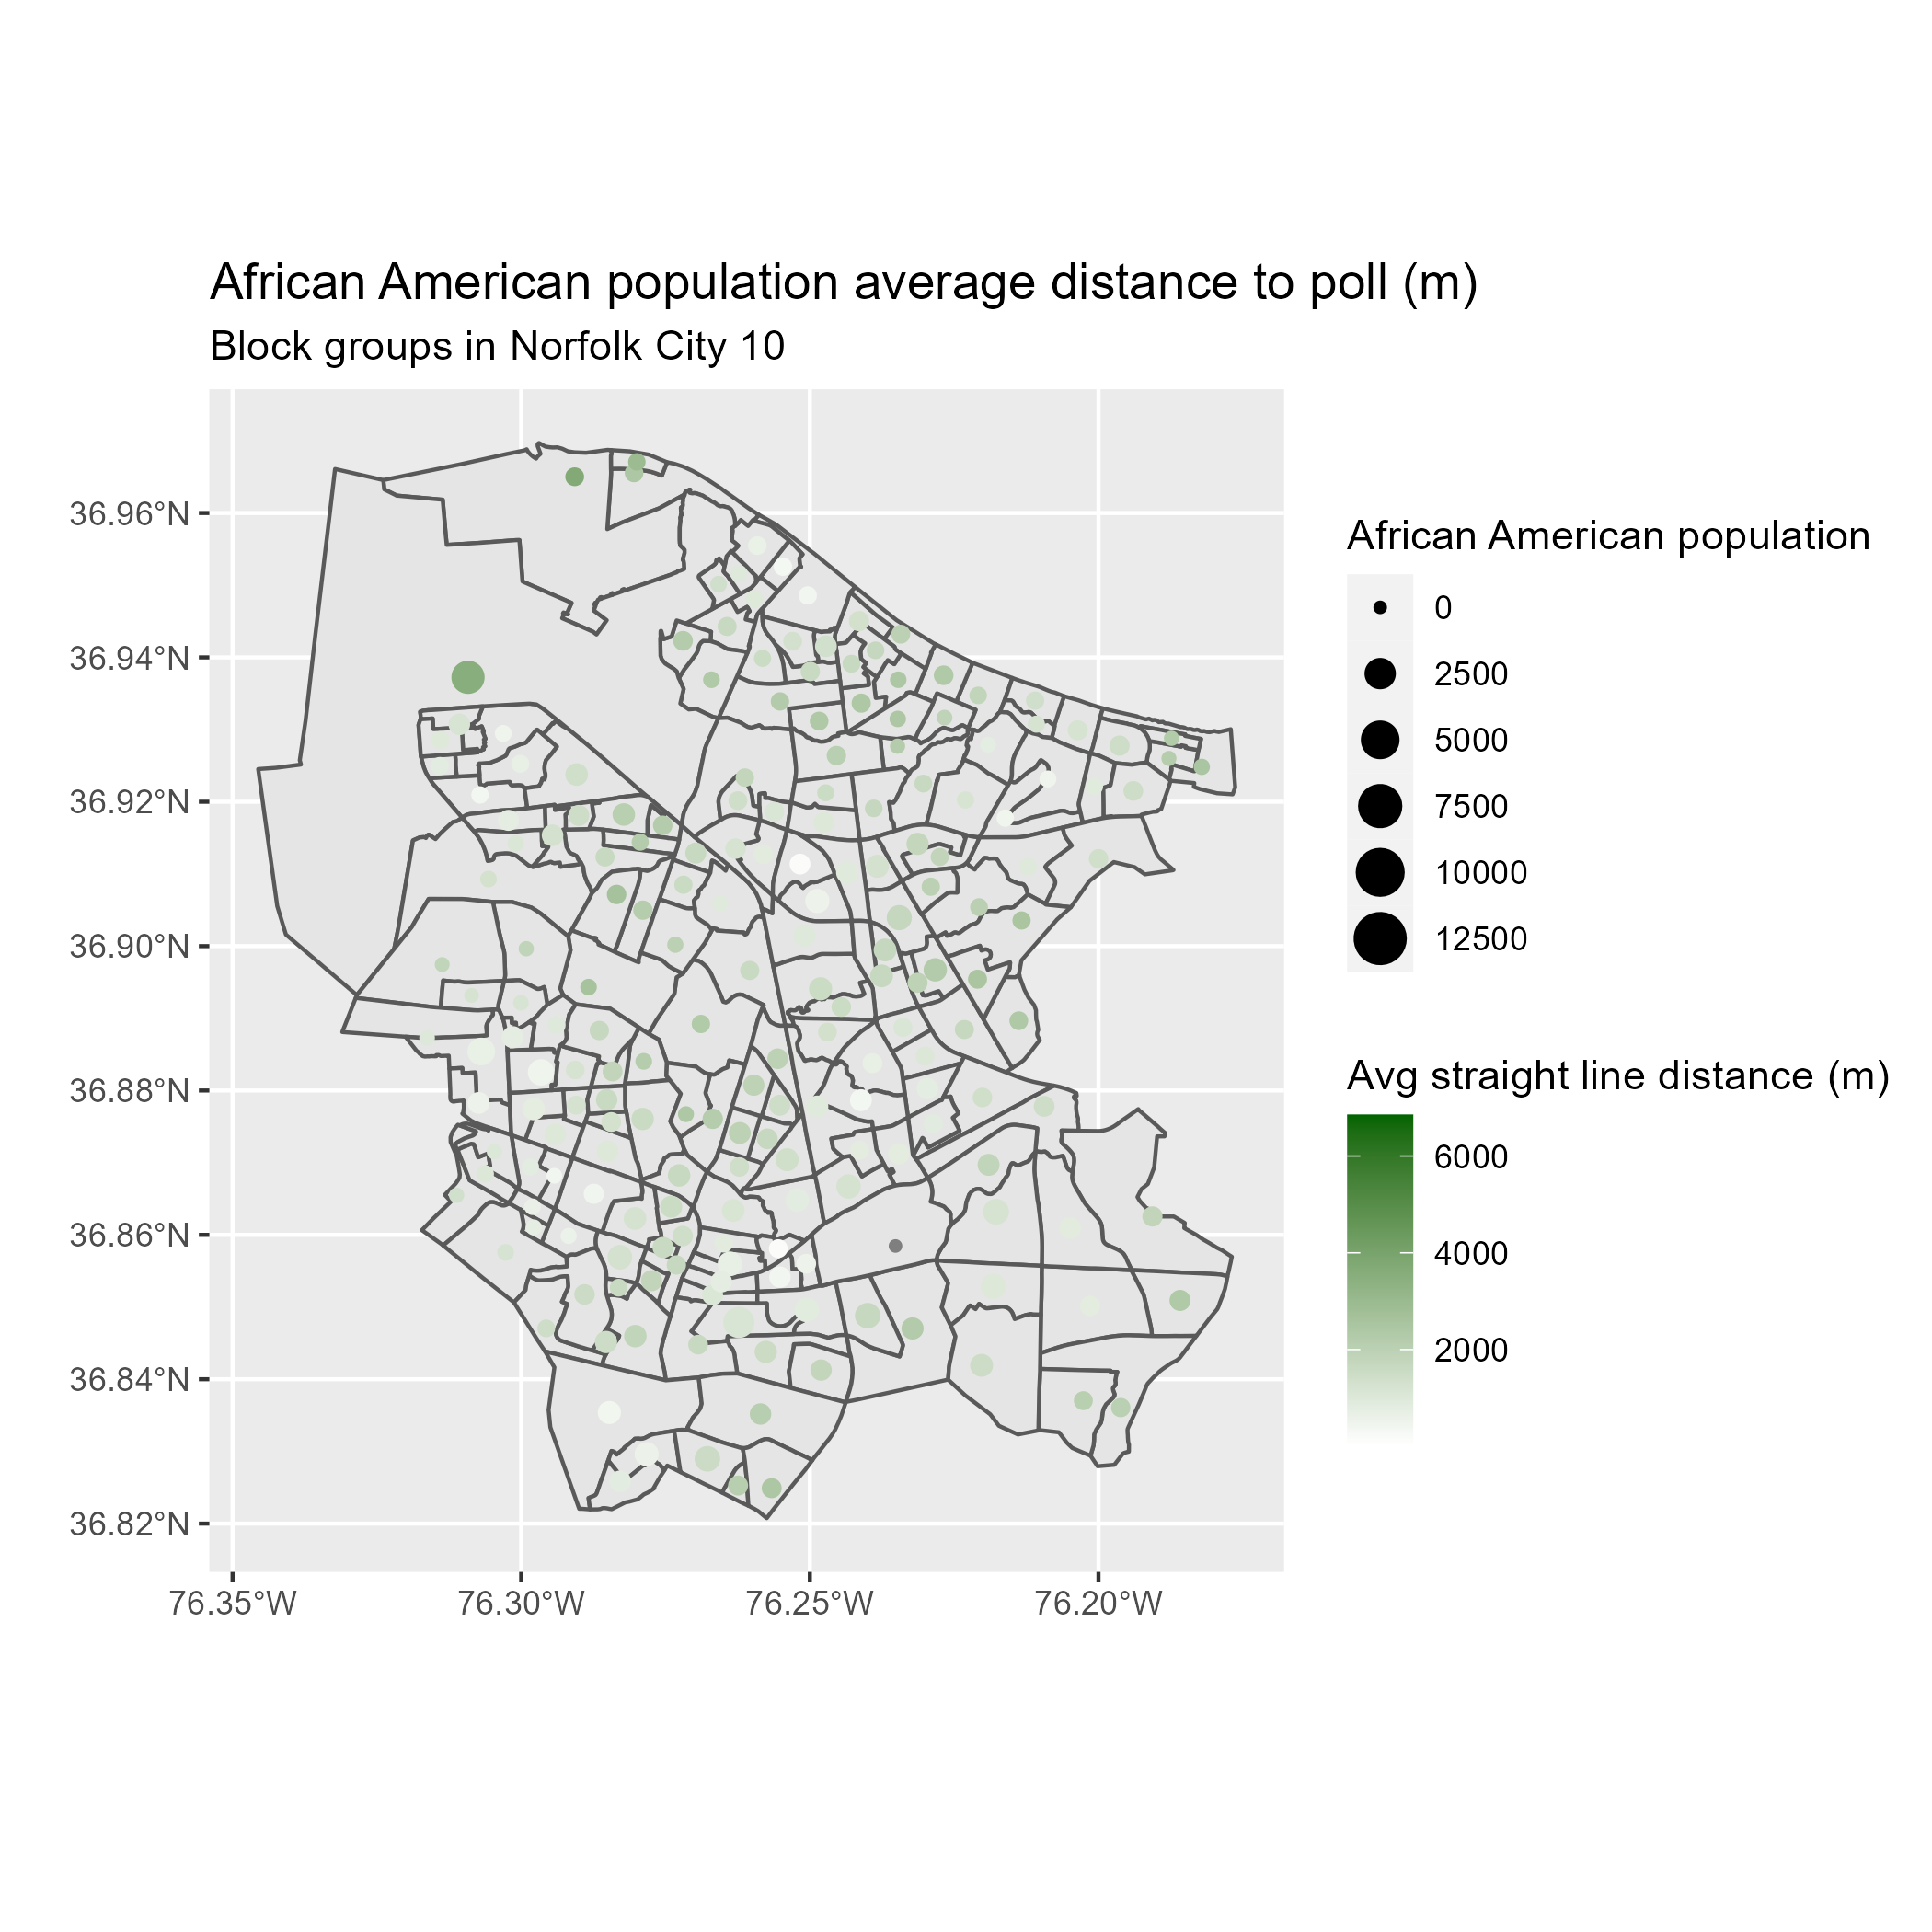 African American population average distance to poll (m)
Block groups in Norfolk City 10
36.96°N
36.94°N
36.92°N
36.90°N
36.88°N
36.86°N
36.84°N
36.82°N
76.35°W
76.30°W
76.25°W
76.20°W
African American population
0
2500
5000
7500
10000
12500
Avg straight line distance (m)
6000
4000
2000